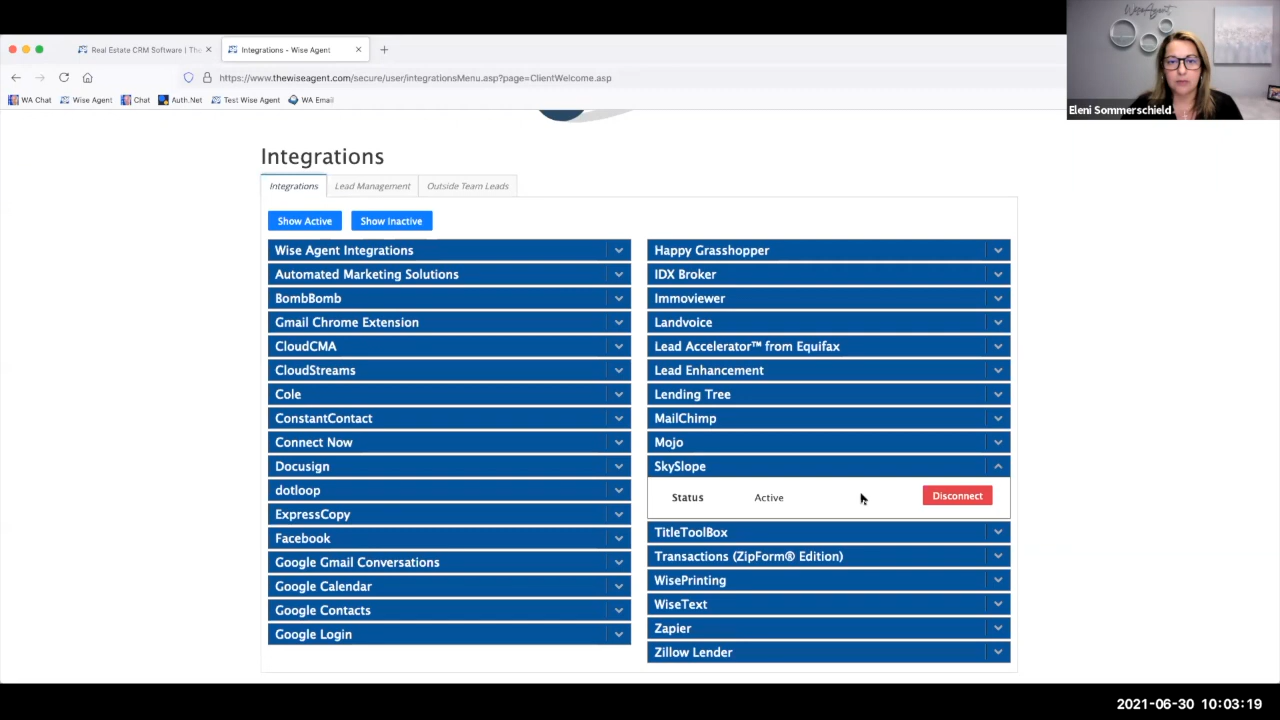 Real Estate CRM Software | The
Integrations - Wise Agent
https://www.thewiseagent.com/secure/user/integrationsMenu.asp?page=ClientWelcome.asp
WA Chat
Wise Agent
Chat
Auth.Net
Test Wise Agent
WA Email
WiseAgent
Eleni Sommerschield
Integrations
Integrations
Lead Management
Outside Team Leads
Show Active
Show Inactive
Wise Agent Integrations
Automated Marketing Solutions
BombBomb
Gmail Chrome Extension
CloudCMA
CloudStreams
Cole
ConstantContact
Connect Now
Docusign
dotloop
ExpressCopy
Facebook
Google Gmail Conversations
Google Calendar
Google Contacts
Google Login
Happy Grasshopper
IDX Broker
Immoviewer
Landvoice
Lead Accelerator™ from Equifax
Lead Enhancement
Lending Tree
MailChimp
Mojo
SkySlope
Status Active Disconnect
TitleToolBox
Transactions (ZipForm® Edition)
WisePrinting
WiseText
Zapier
Zillow Lender
2021-06-30 10:03:19